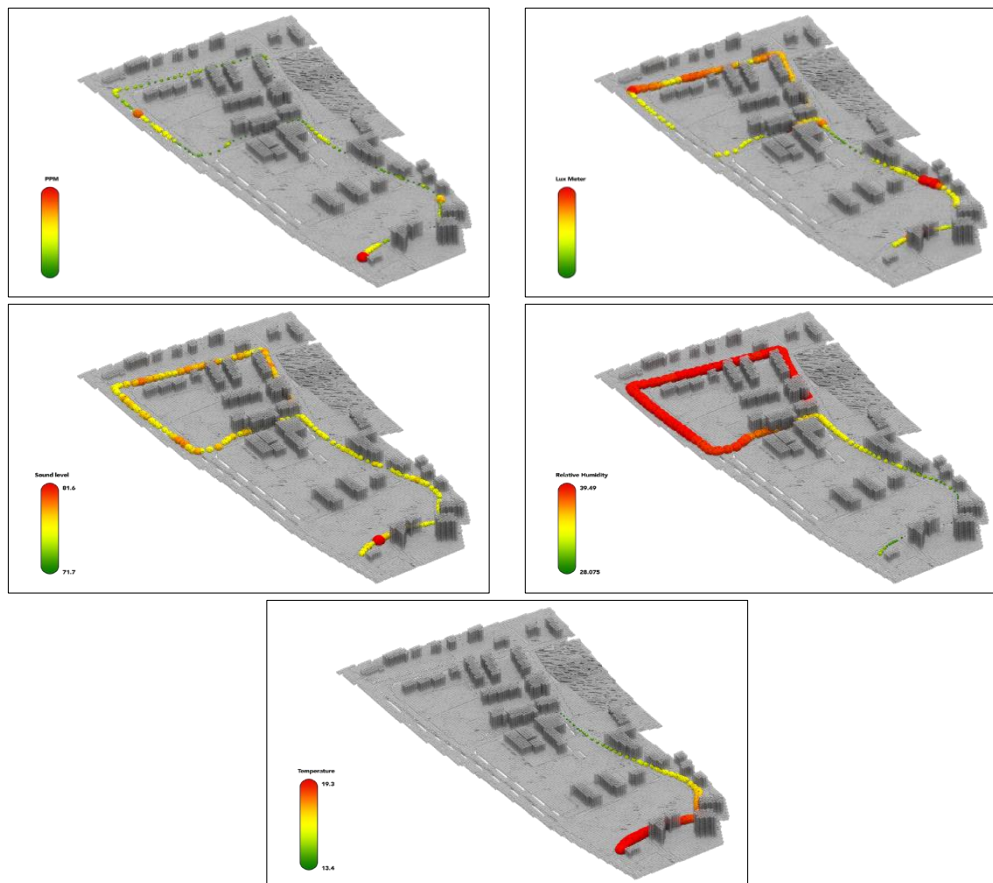 PPM
Lux Meter
Sound level
81.6
71.7
Relative Humidity
39.49
28.075
Temperature
19.3
13.4